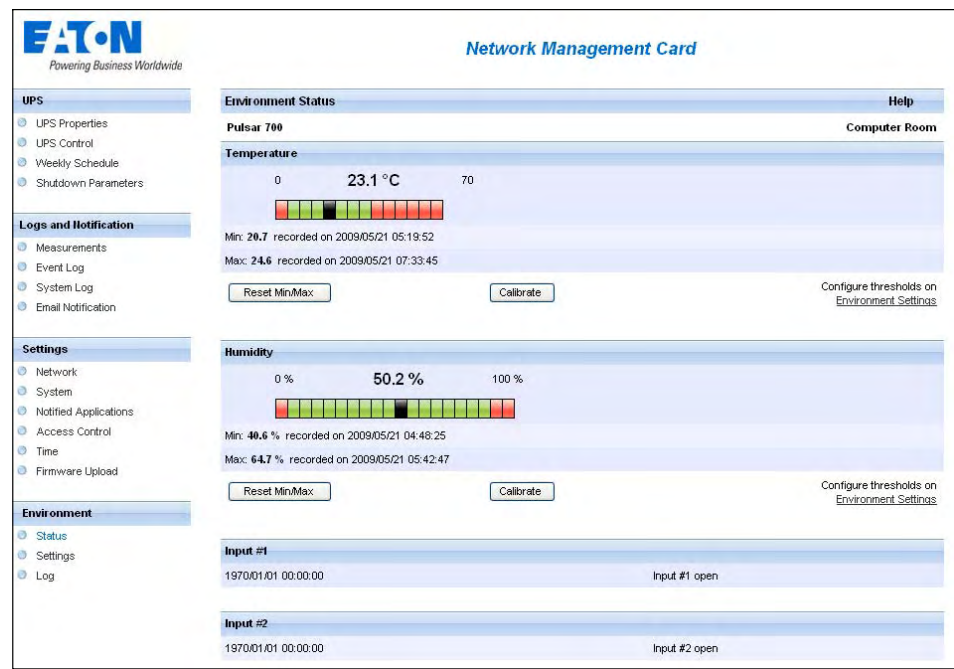 EATON
Powering Business Worldwide
Network Management Card
UPS
UPS Properties
UPS Control
Weekly Schedule
Shutdown Parameters
Logs and Notification
Measurements
Event Log
System Log
Email Notification
Settings
Network
System
Notified Applications
Access Control
Time
Firmware Upload
Environment
Status
Settings
Log
Environment Status Help
Pulsar 700 Computer Room
Temperature
0 23.1 °C 70
Min: 20.7 recorded on 2009/05/21 05:19:52
Max: 24.6 recorded on 2009/05/21 07:33:45
Reset Min/Max Calibrate Configure thresholds on
Environment Settings
Humidity
0 % 50.2 % 100 %
Min: 40.6 % recorded on 2009/05/21 04:48:25
Max: 64.7 % recorded on 2009/05/21 05:42:47
Reset Min/Max Calibrate Configure thresholds on
Environment Settings
Input #1
1970/01/01 00:00:00 Input #1 open
Input #2
1970/01/01 00:00:00 Input #2 open